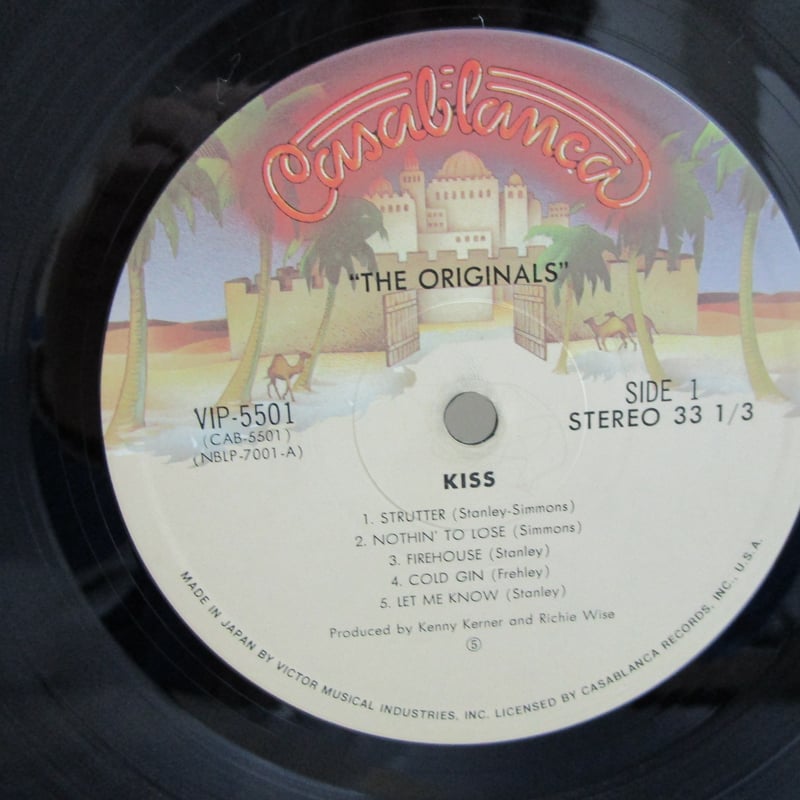 Casablanca
"THE ORIGINALS"
VIP-5501
(CAB-5501)
(NBLP-7001-A)
SIDE 1
STEREO 33 1/3
KISS
1. STRUTTER (Stanley-Simmons)
2. NOTHIN' TO LOSE (Simmons)
3. FIREHOUSE (Stanley)
4. COLD GIN (Frehley)
5. LET ME KNOW (Stanley)
Produced by Kenny Kerner and Richie Wise
⑤
MADE IN JAPAN BY VICTOR MUSICAL INDUSTRIES, INC. LICENSED BY CASABLANCA RECORDS, INC., U.S.A.